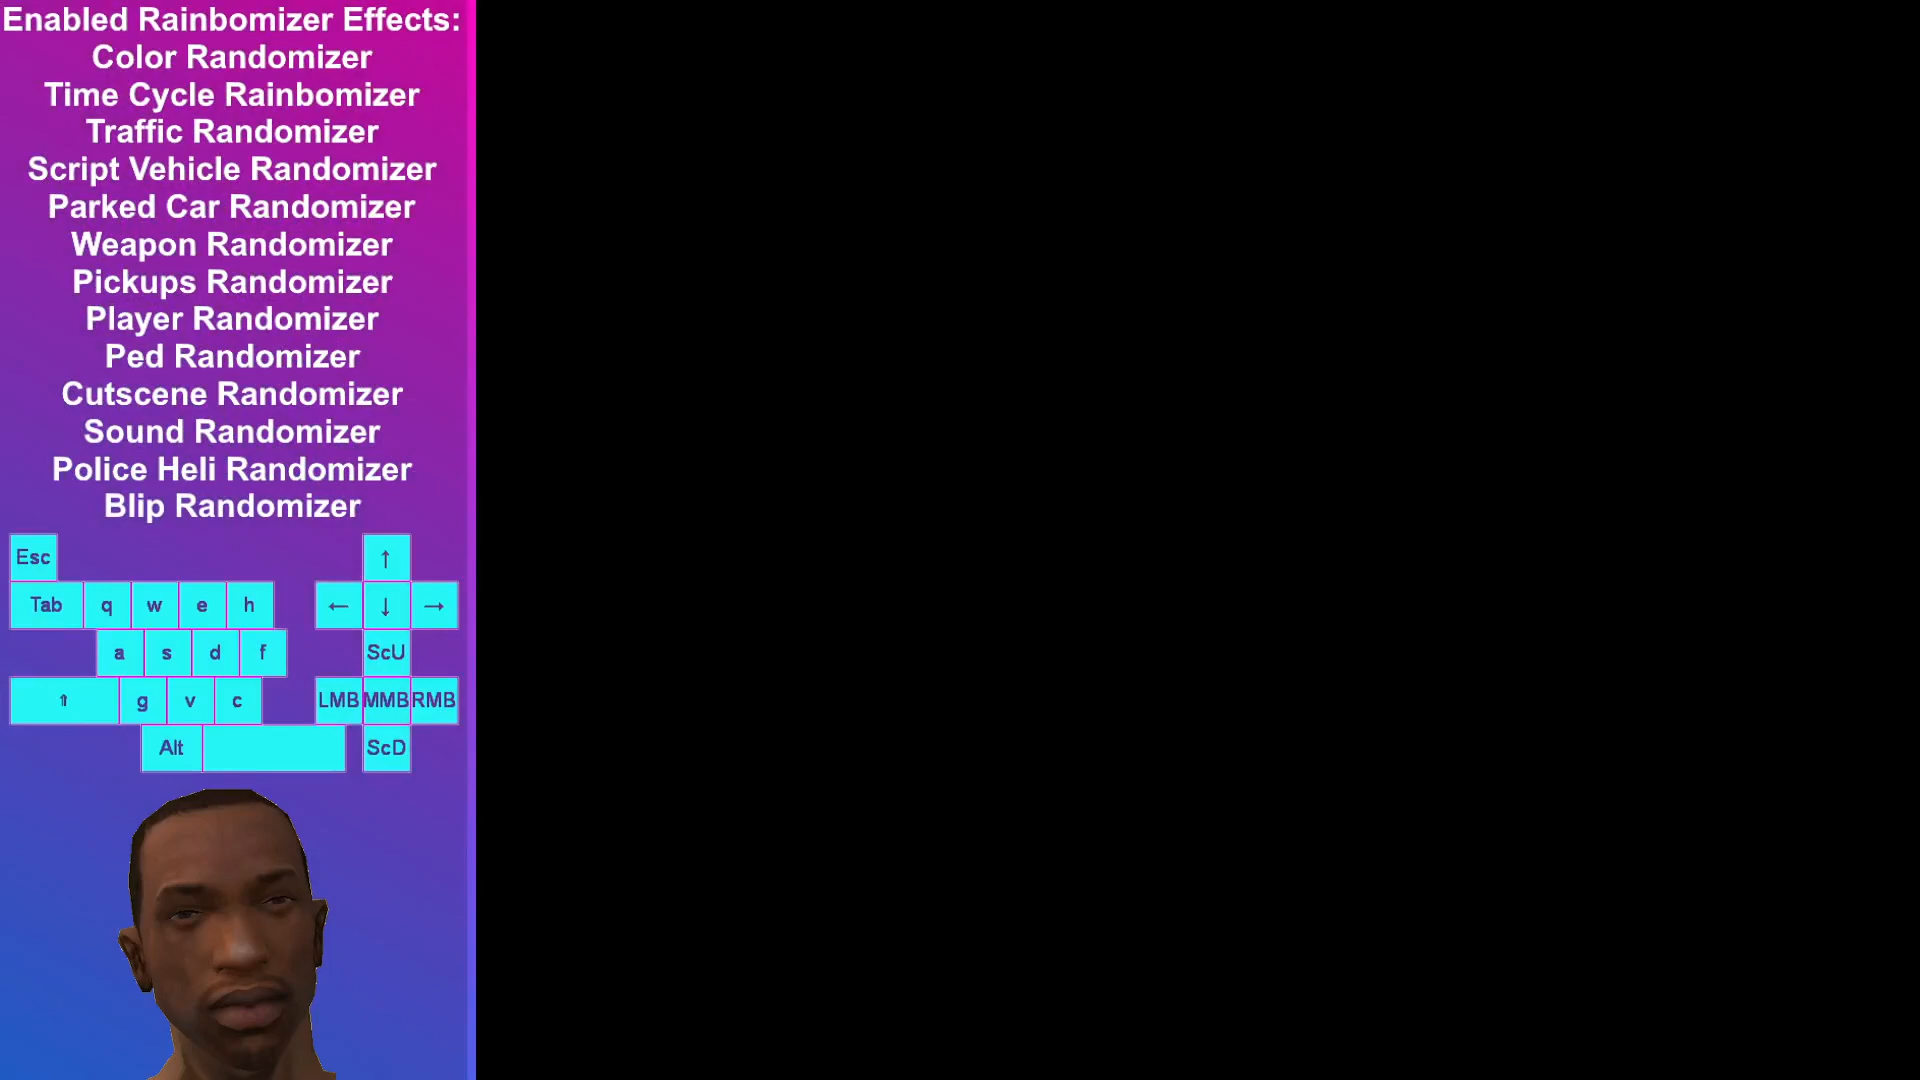 Enabled Rainbomizer Effects:
Color Randomizer
Time Cycle Rainbomizer
Traffic Randomizer
Script Vehicle Randomizer
Parked Car Randomizer
Weapon Randomizer
Pickups Randomizer
Player Randomizer
Ped Randomizer
Cutscene Randomizer
Sound Randomizer
Police Heli Randomizer
Blip Randomizer
Esc ↑
Tab q w e h ← ↓ →
a s d f ScU
⇑ g v c LMB MMB RMB
Alt ScD